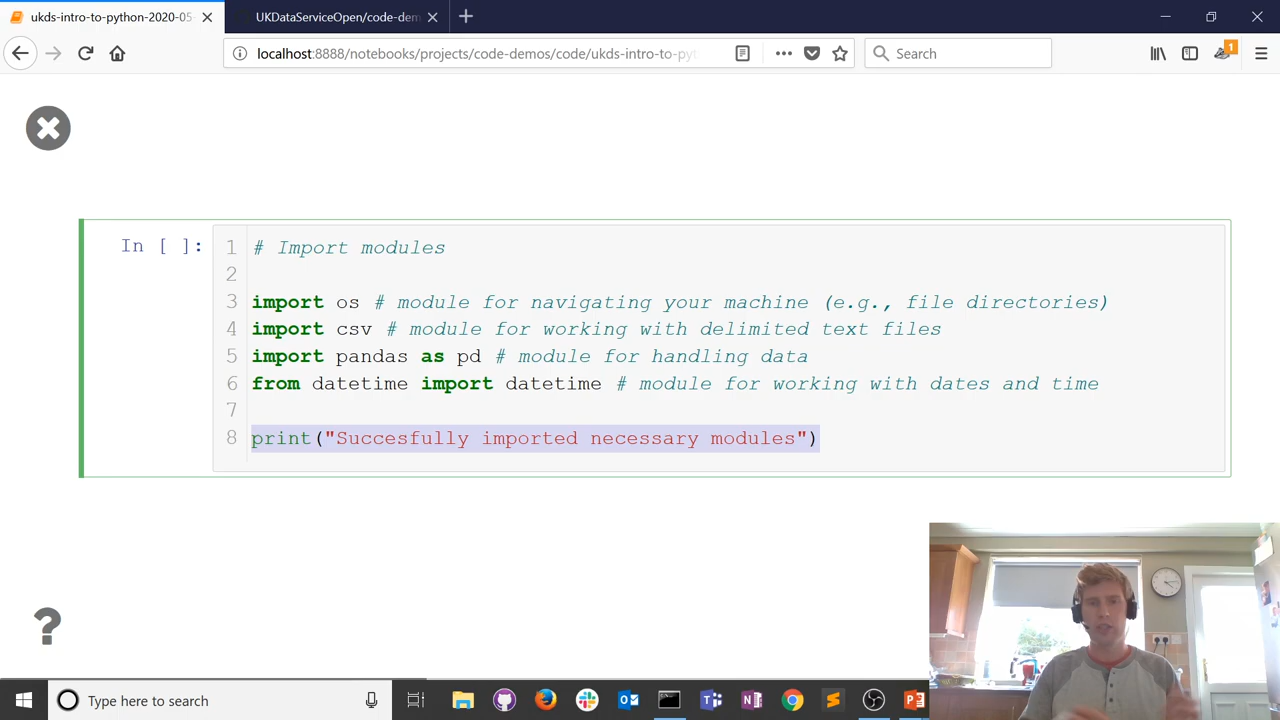 ukds-intro-to-python-2020-05-
UKDataServiceOpen/code-dem
localhost:8888/notebooks/projects/code-demos/code/ukds-intro-to-pyt
Search
1
In [ ]:
1 # Import modules
2
3 import os # module for navigating your machine (e.g., file directories)
4 import csv # module for working with delimited text files
5 import pandas as pd # module for handling data
6 from datetime import datetime # module for working with dates and time
7
8 print("Succesfully imported necessary modules")
?
Type here to search